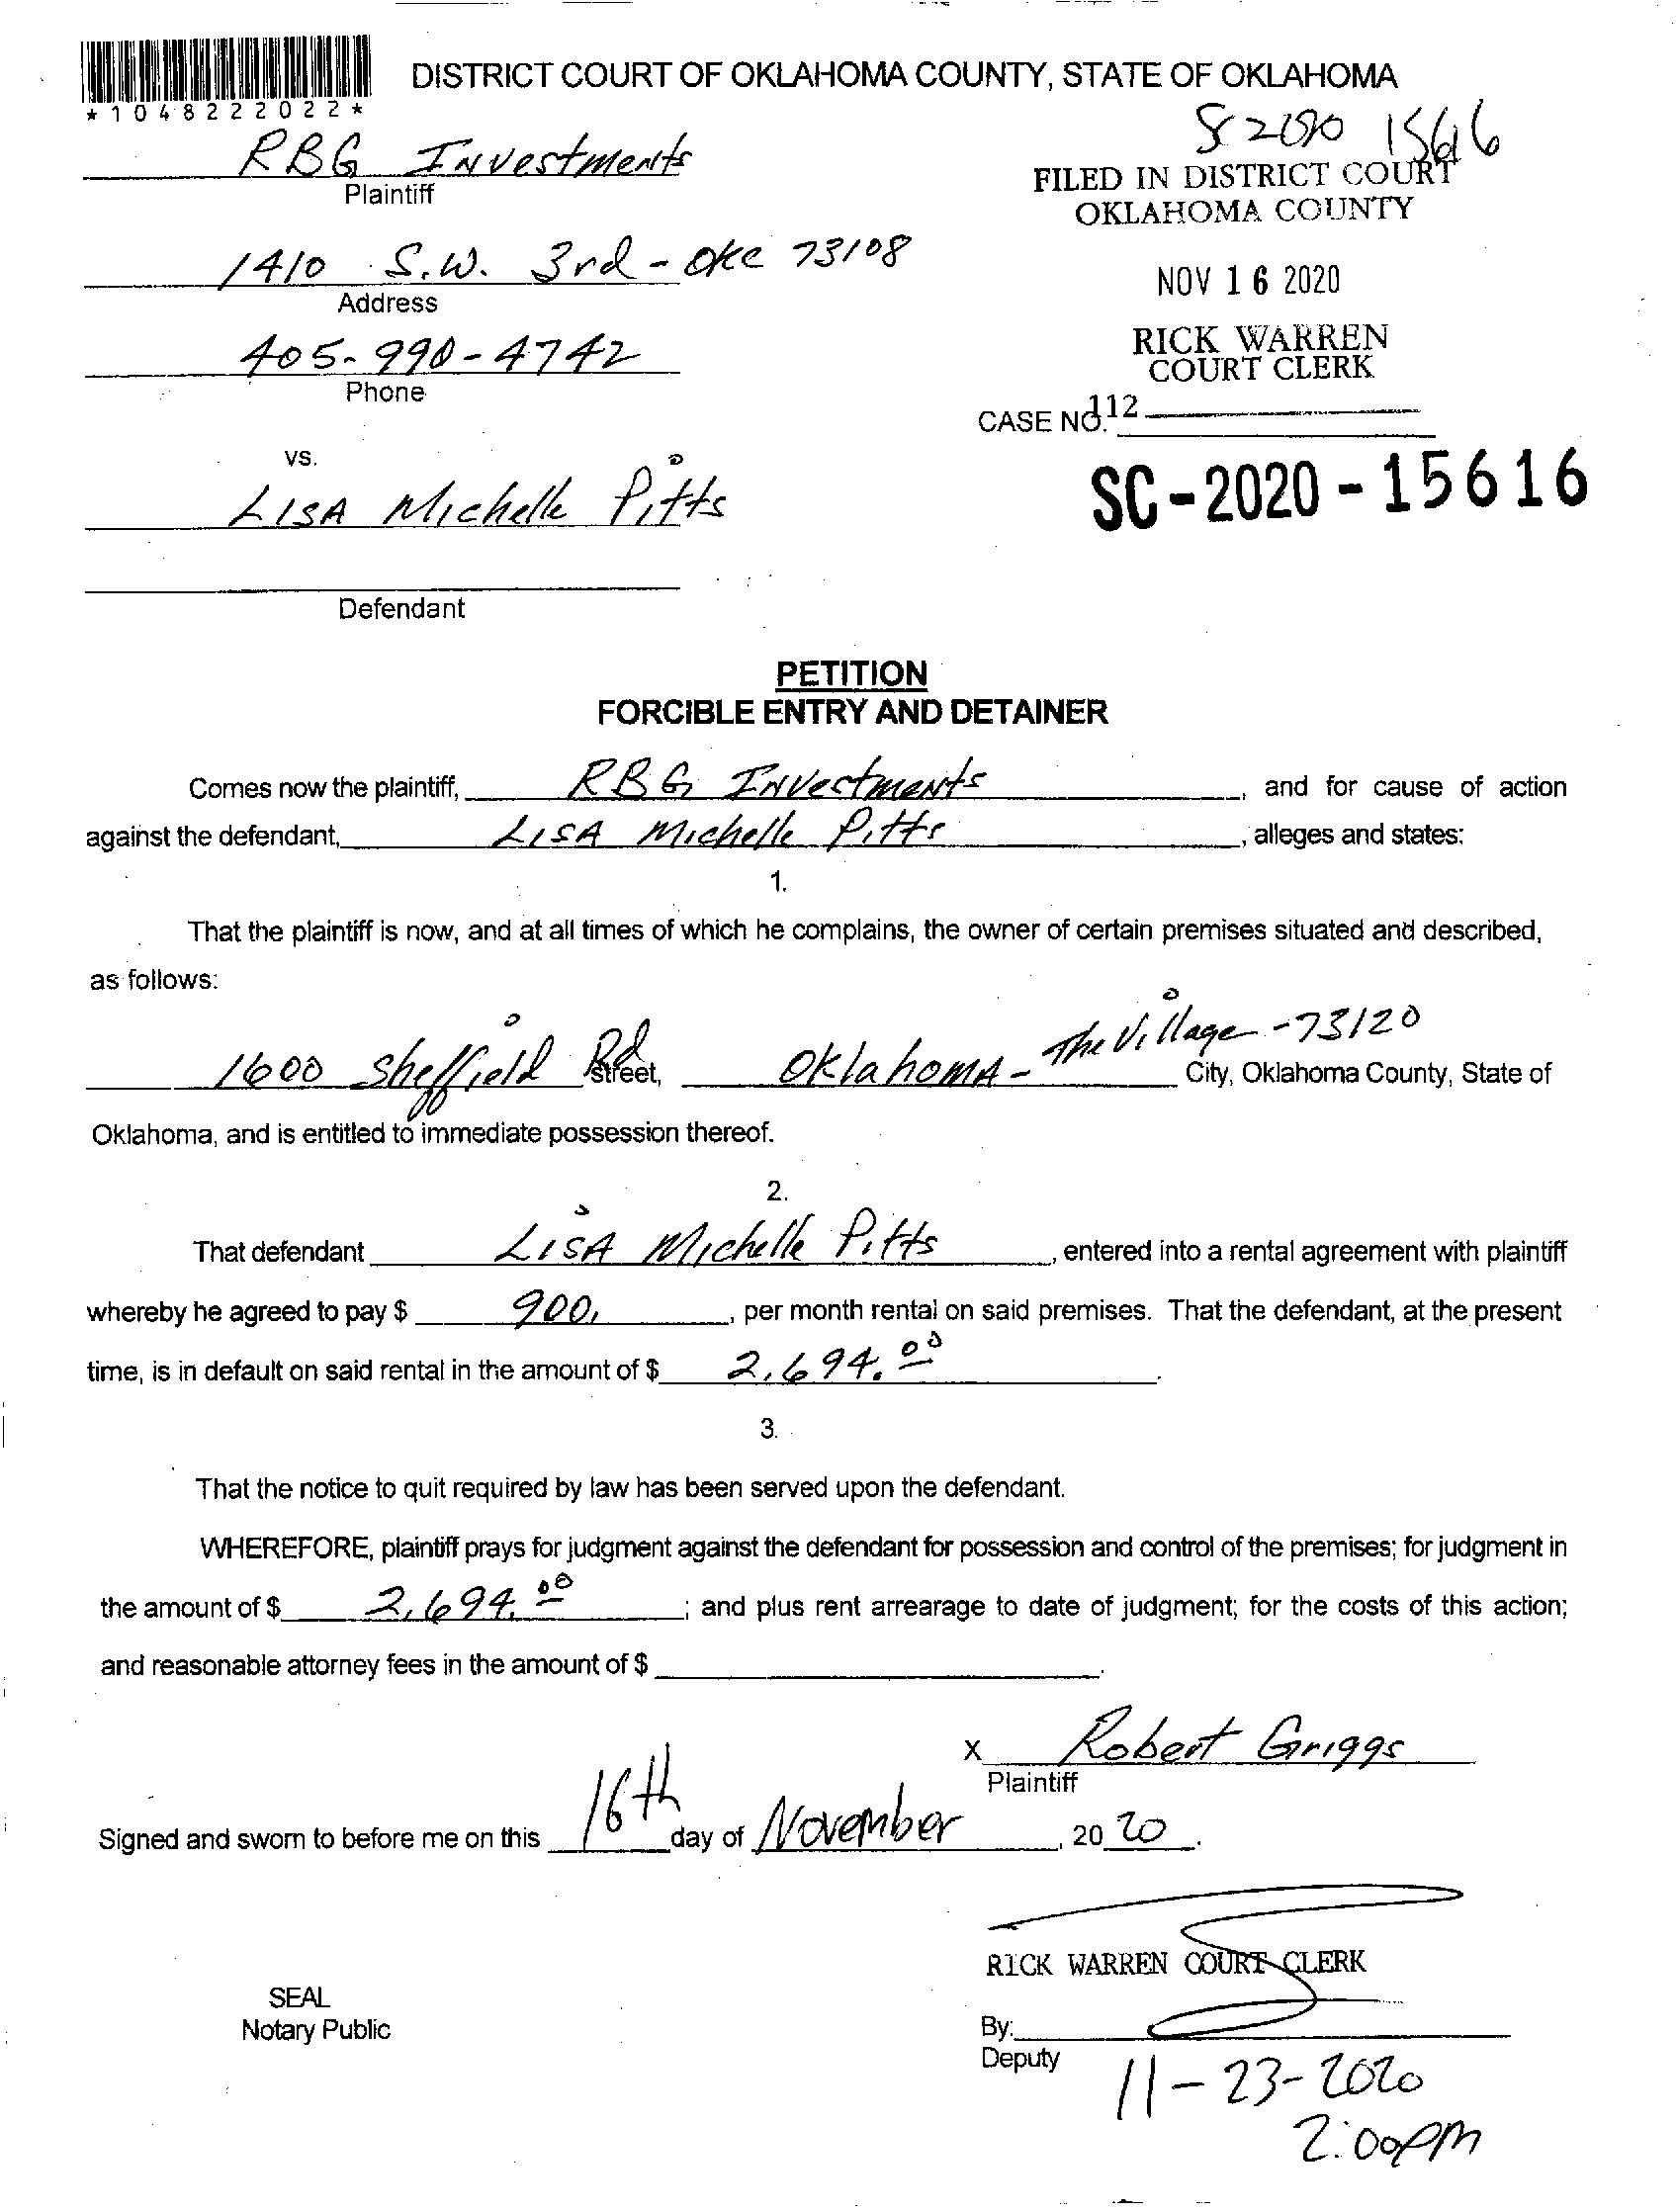 DISTRICT COURT OF OKLAHOMA COUNTY, STATE OF OKLAHOMA
*1048222022*
RBG Investments
Plaintiff
15616
FILED IN DISTRICT COURT
OKLAHOMA COUNTY
1410 S.W. 3rd - OKC 73108
Address
NOV 16 2020
405-990-4742
Phone
RICK WARREN
COURT CLERK
CASE NO. 112
vs.
LISA Michelle Pitts
SC-2020-15616
Defendant
PETITION
FORCIBLE ENTRY AND DETAINER
Comes now the plaintiff, RBG Investments, and for cause of action
against the defendant, LISA Michelle Pitts, alleges and states:
1.
That the plaintiff is now, and at all times of which he complains, the owner of certain premises situated and described,
as follows:
1600 Sheffield Rd. Street, Oklahoma - The Village - 73120 City, Oklahoma County, State of
Oklahoma, and is entitled to immediate possession thereof.
2.
That defendant LISA Michelle Pitts, entered into a rental agreement with plaintiff
whereby he agreed to pay $ 900, per month rental on said premises. That the defendant, at the present
time, is in default on said rental in the amount of $ 2,694.00.
3.
That the notice to quit required by law has been served upon the defendant.
WHEREFORE, plaintiff prays for judgment against the defendant for possession and control of the premises; for judgment in
the amount of $ 2,694.00; and plus rent arrearage to date of judgment; for the costs of this action;
and reasonable attorney fees in the amount of $ .
X Robert Griggs
Plaintiff
Signed and sworn to before me on this 16th day of November, 2020.
RICK WARREN COURT CLERK
SEAL
Notary Public
By:
Deputy
11-23-2020
2:00PM